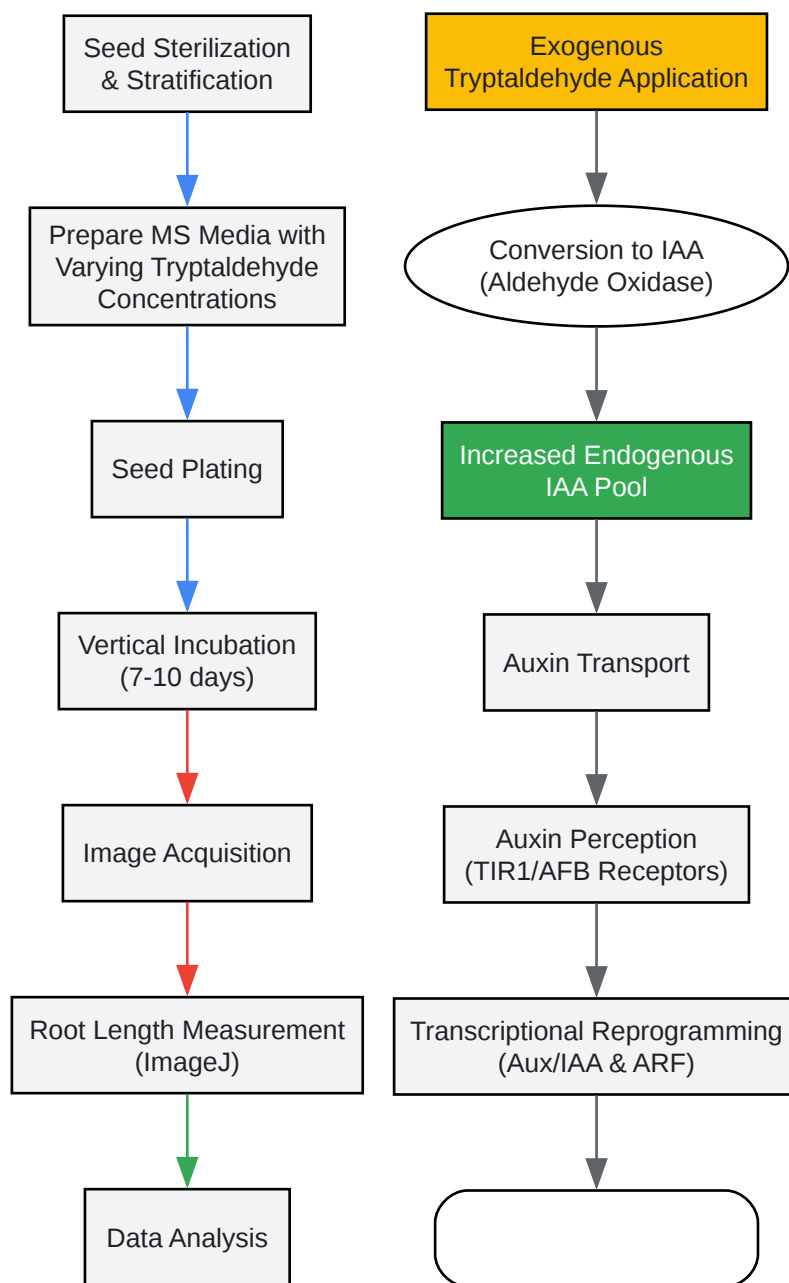 Seed Sterilization
& Stratification
Prepare MS Media with
Varying Tryptaldehyde
Concentrations
Seed Plating
Vertical Incubation
(7-10 days)
Image Acquisition
Root Length Measurement
(ImageJ)
Data Analysis
Exogenous
Tryptaldehyde Application
Conversion to IAA
(Aldehyde Oxidase)
Increased Endogenous
IAA Pool
Auxin Transport
Auxin Perception
(TIR1/AFB Receptors)
Transcriptional Reprogramming
(Aux/IAA & ARF)